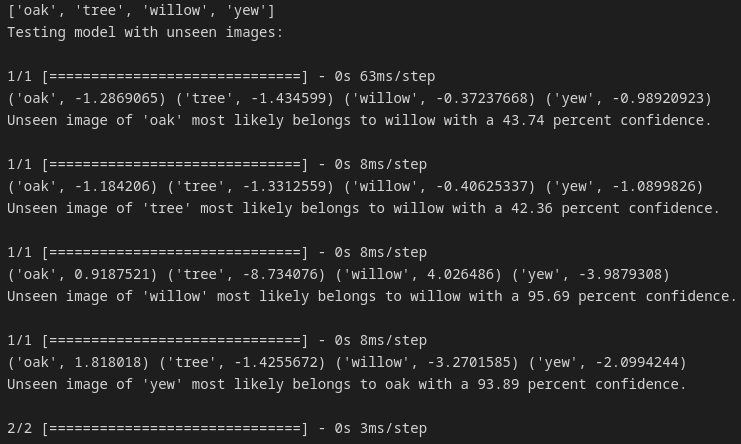 ['oak', 'tree', 'willow', 'yew']
Testing model with unseen images:
1/1 [==============================] - 0s 63ms/step
('oak', -1.2869065) ('tree', -1.434599) ('willow', -0.37237668) ('yew', -0.98920923)
Unseen image of 'oak' most likely belongs to willow with a 43.74 percent confidence.
1/1 [==============================] - 0s 8ms/step
('oak', -1.184206) ('tree', -1.3312559) ('willow', -0.40625337) ('yew', -1.0899826)
Unseen image of 'tree' most likely belongs to willow with a 42.36 percent confidence.
1/1 [==============================] - 0s 8ms/step
('oak', 0.9187521) ('tree', -8.734076) ('willow', 4.026486) ('yew', -3.9879308)
Unseen image of 'willow' most likely belongs to willow with a 95.69 percent confidence.
1/1 [==============================] - 0s 8ms/step
('oak', 1.818018) ('tree', -1.4255672) ('willow', -3.2701585) ('yew', -2.0994244)
Unseen image of 'yew' most likely belongs to oak with a 93.89 percent confidence.
2/2 [==============================] - 0s 3ms/step